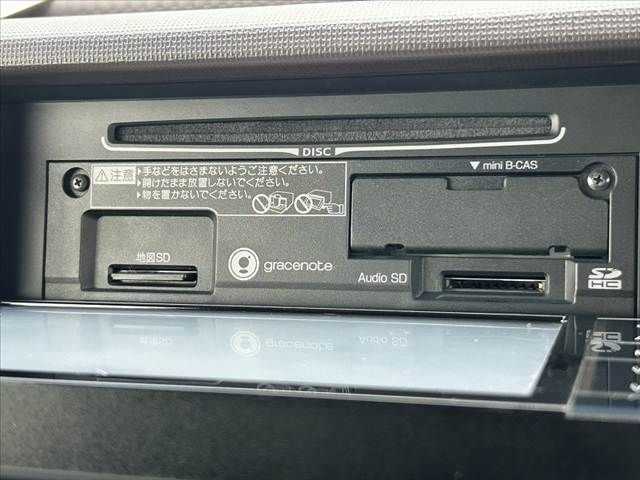 DISC
⚠注意
▶手などをはさまないようご注意ください。
▶開けたまま放置しないでください。
▶物を置かないでください。
▼ mini B-CAS
地図SD
gracenote
Audio SD
SD
HC
gracenote
Audio SD